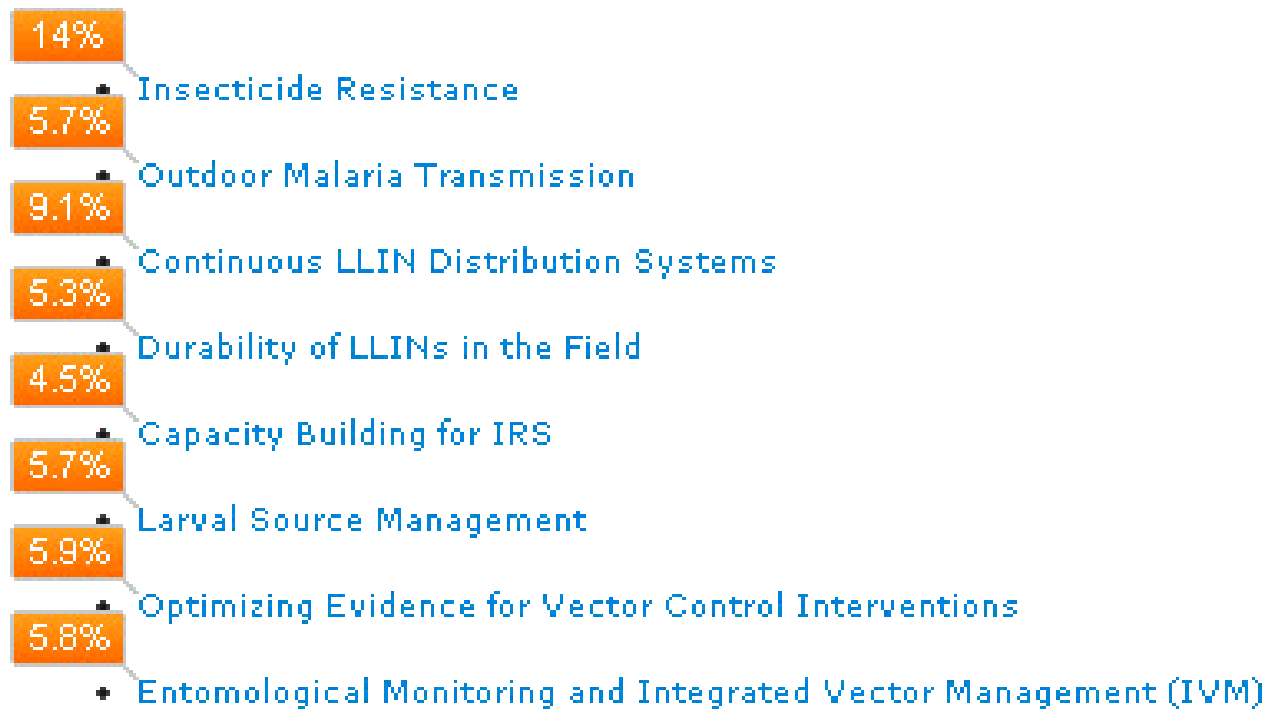 14%
Insecticide Resistance
5.7%
Outdoor Malaria Transmission
9.1%
Continuous LLIN Distribution Systems
5.3%
Durability of LLINs in the Field
4.5%
Capacity Building for IRS
5.7%
Larval Source Management
5.9%
Optimizing Evidence for Vector Control Interventions
5.8%
Entomological Monitoring and Integrated Vector Management (IVM)